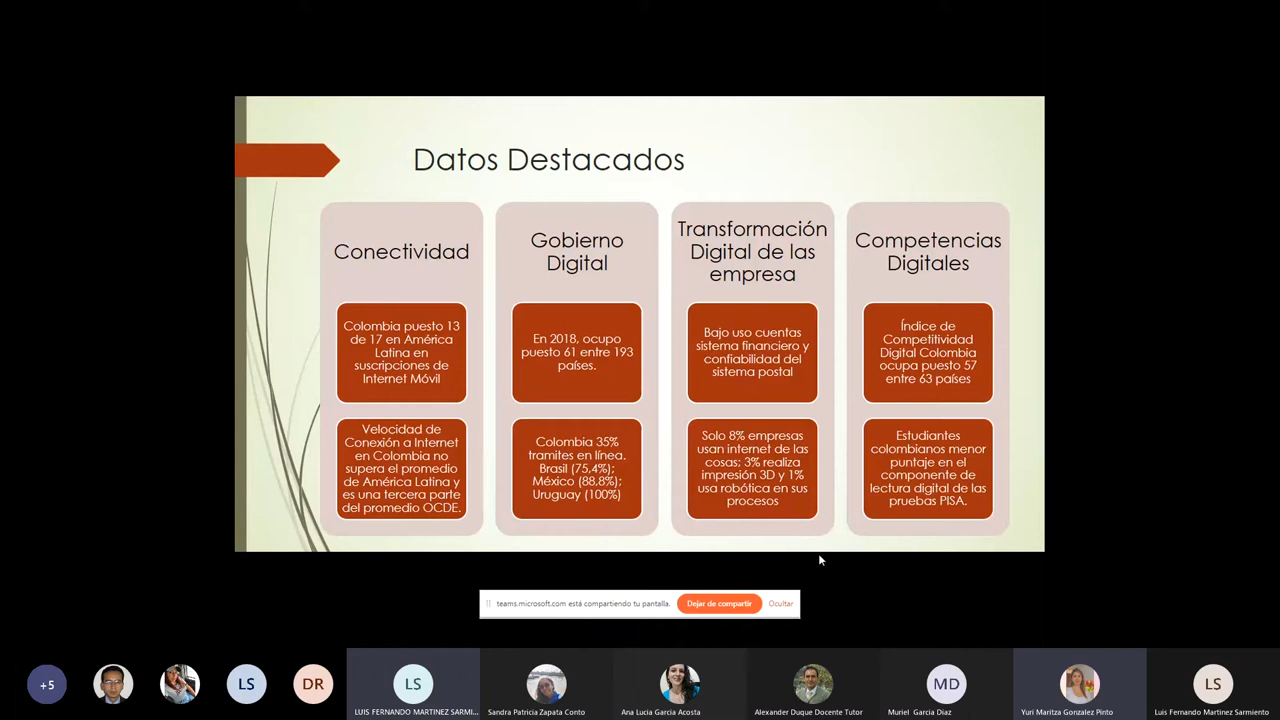 Datos Destacados
Conectividad
Colombia puesto 13
de 17 en América
Latina en
suscripciones de
Internet Móvil
Velocidad de
Conexión a Internet
en Colombia no
supera el promedio
de América Latina y
es una tercera parte
del promedio OCDE.
Gobierno
Digital
En 2018, ocupo
puesto 61 entre 193
países.
Colombia 35%
tramites en línea.
Brasil (75,4%);
México (88,8%);
Uruguay (100%)
Transformación
Digital de las
empresa
Bajo uso cuentas
sistema financiero y
confiabilidad del
sistema postal
Solo 8% empresas
usan internet de las
cosas; 3% realiza
impresión 3D y 1%
usa robótica en sus
procesos
Competencias
Digitales
Índice de
Competitividad
Digital Colombia
ocupa puesto 57
entre 63 países
Estudiantes
colombianos menor
puntaje en el
componente de
lectura digital de las
pruebas PISA.
teams.microsoft.com está compartiendo tu pantalla.
Dejar de compartir
Ocultar
+5
LS
DR
LS
LUIS FERNANDO MARTINEZ SARMI...
Sandra Patricia Zapata Conto
Ana Lucia Garcia Acosta
Alexander Duque Docente Tutor
MD
Muriel Garcia Diaz
Yuri Maritza Gonzalez Pinto
LS
Luis Fernando Martinez Sarmiento